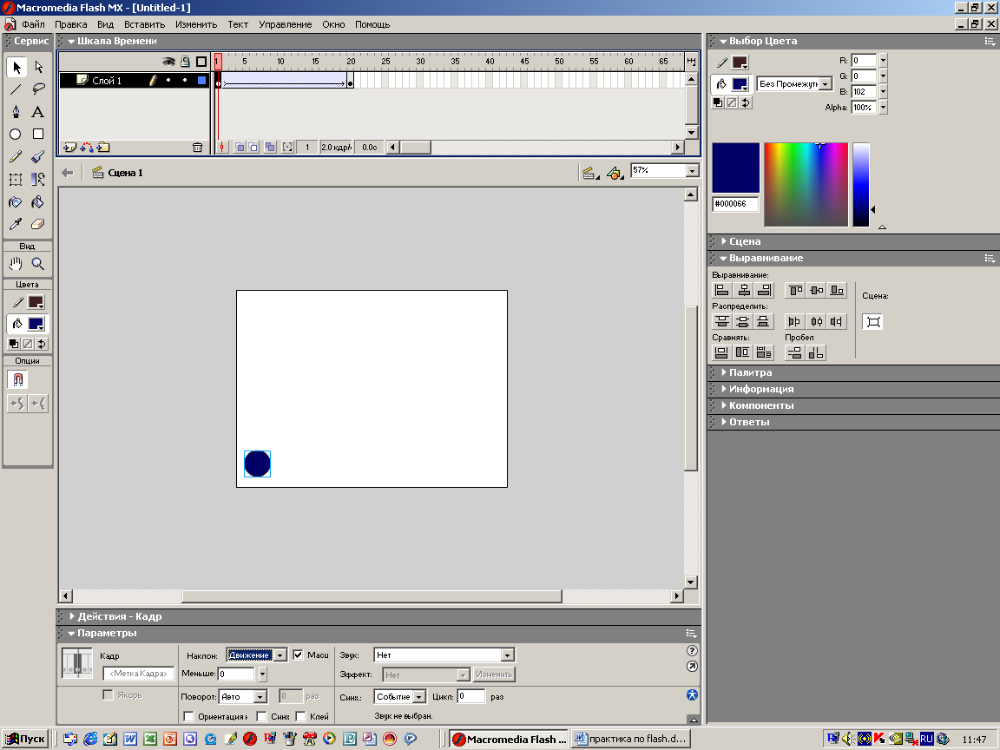 Macromedia Flash MX - [Untitled-1]
Файл Правка Вид Вставить Изменить Тект Управление Окно Помощь
Сервис
Шкала Времени
1 5 10 15 20 25 30 35 40 45 50 55 60 65
Слой 1
1 2.0 кдр/ 0.0с
Сцена 1
57%
Вид
Цвета
Опции
Выбор Цвета
R: 0
G: 0
Без Промежутк
B: 102
Alpha: 100%
#000066
Сцена
Выравнивание
Выравнивание:
Сцена:
Распределить:
Сравнять: Пробел
Палитра
Информация
Компоненты
Ответы
Действия - Кадр
Параметры
Кадр
<Метка Кадра>
Якорь
Наклон: Движение Масш
Меньше: 0
Поворот: Авто 0 раз
Ориентация Синх Клей
Звук: Нет
Эффект: Нет Изменить
Синх.: Событие Цикл: 0 раз
Звук не выбран.
Пуск
Macromedia Flash ...
практика по flash.d...
RU
11:47